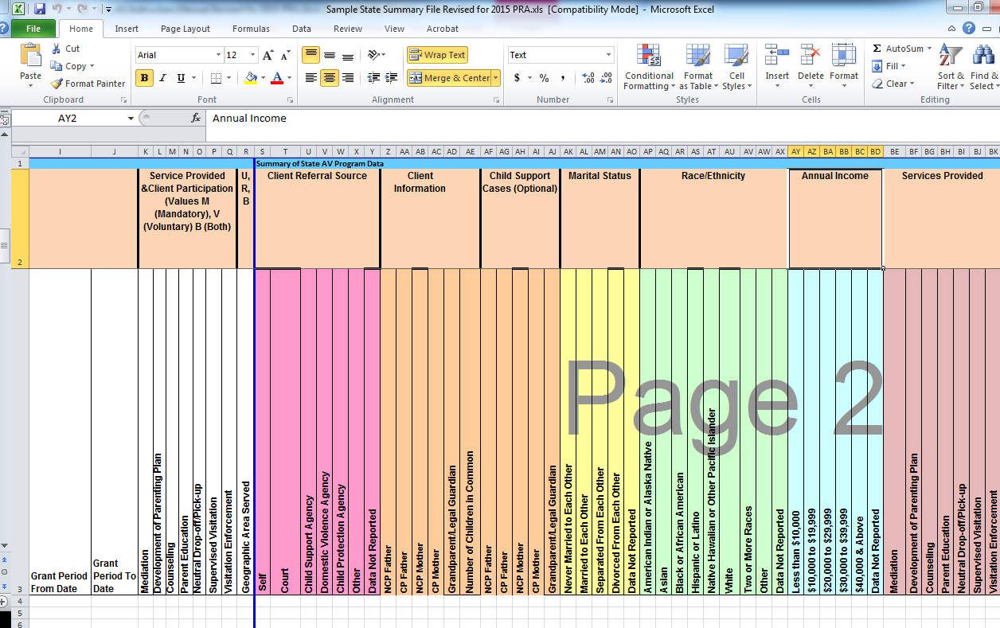 Sample State Summary File Revised for 2015 PRA.xls [Compatibility Mode] - Microsoft Excel
File Home Insert Page Layout Formulas Data Review View Acrobat
Paste
Cut
Copy
Format Painter
Clipboard
Arial 12
B I U
Font
Wrap Text
Merge & Center
Alignment
Text
$ % ,
Number
Conditional Formatting
Format as Table
Cell Styles
Styles
Insert Delete Format
Cells
Σ AutoSum
Fill
Clear
Sort & Filter
Find & Select
Editing
AY2 fx Annual Income
I J K L M N O P Q R S T U V W X Y Z AA AB AC AD AE AF AG AH AI AJ AK AL AM AN AO AP AQ AR AS AT AU AV AW AX AY AZ BA BB BC BD BE BF BG BH BI BJ BK
1 Summary of State AV Program Data
2
Service Provided
&Client Participation
(Values M
(Mandatory), V
(Voluntary) B (Both)
U,
R,
B
Client Referral Source
Client
Information
Child Support
Cases (Optional)
Marital Status
Race/Ethnicity
Annual Income
Services Provided
3
Grant Period
From Date
Grant
Period To
Date
Mediation
Development of Parenting Plan
Counseling
Parent Education
Neutral Drop-off/Pick-up
Supervised Visitation
Visitation Enforcement
Geographic Area Served
Self
Court
Child Support Agency
Domestic Violence Agency
Child Protection Agency
Other
Data Not Reported
NCP Father
CP Father
NCP Mother
CP Mother
Grandparent/Legal Guardian
Number of Children in Common
NCP Father
CP Father
NCP Mother
CP Mother
Grandparent/Legal Guardian
Never Married to Each Other
Married to Each Other
Separated From Each Other
Divorced From Each Other
Data Not Reported
American Indian or Alaska Native
Asian
Black or African American
Hispanic or Latino
Native Hawaiian or Other Pacific Islander
White
Two or More Races
Other
Data Not Reported
Less than $10,000
$10,000 to $19,999
$20,000 to $29,999
$30,000 to $39,999
$40,000 & Above
Data Not Reported
Mediation
Development of Parenting Plan
Counseling
Parent Education
Neutral Drop-off/Pick-up
Supervised Visitation
Visitation Enforcement
Page 2
4
5
6